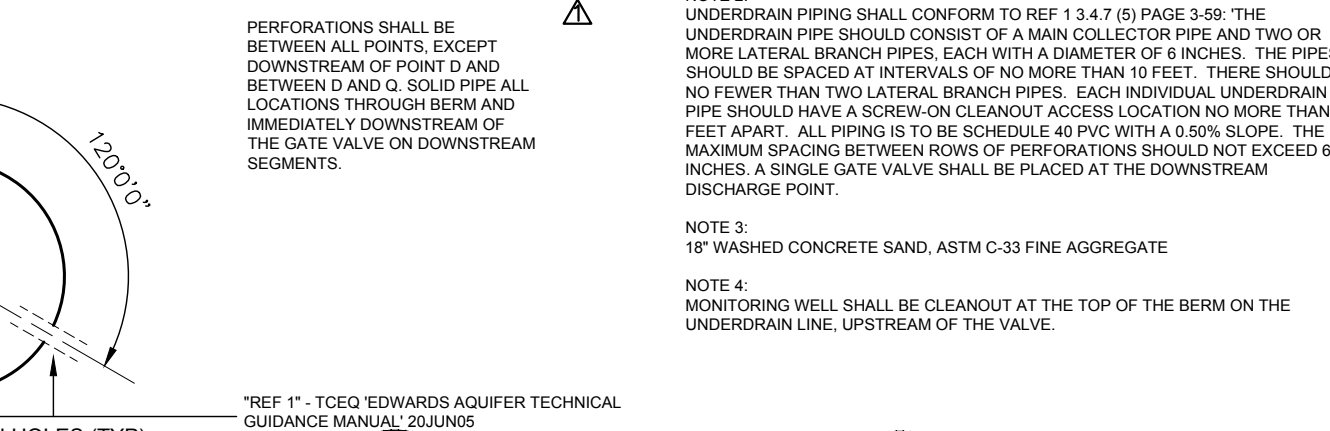 PERFORATIONS SHALL BE
BETWEEN ALL POINTS, EXCEPT
DOWNSTREAM OF POINT D AND
BETWEEN D AND Q. SOLID PIPE ALL
LOCATIONS THROUGH BERM AND
IMMEDIATELY DOWNSTREAM OF
THE GATE VALVE ON DOWNSTREAM
SEGMENTS.
1
120°0'0"
"REF 1" - TCEQ 'EDWARDS AQUIFER TECHNICAL
GUIDANCE MANUAL' 20JUN05
HOLES (TYP)
NOTE 2:
UNDERDRAIN PIPING SHALL CONFORM TO REF 1 3.4.7 (5) PAGE 3-59: 'THE
UNDERDRAIN PIPE SHOULD CONSIST OF A MAIN COLLECTOR PIPE AND TWO OR
MORE LATERAL BRANCH PIPES, EACH WITH A DIAMETER OF 6 INCHES. THE PIPES
SHOULD BE SPACED AT INTERVALS OF NO MORE THAN 10 FEET. THERE SHOULD
NO FEWER THAN TWO LATERAL BRANCH PIPES. EACH INDIVIDUAL UNDERDRAIN
PIPE SHOULD HAVE A SCREW-ON CLEANOUT ACCESS LOCATION NO MORE THAN
FEET APART. ALL PIPING IS TO BE SCHEDULE 40 PVC WITH A 0.50% SLOPE. THE
MAXIMUM SPACING BETWEEN ROWS OF PERFORATIONS SHOULD NOT EXCEED 6
INCHES. A SINGLE GATE VALVE SHALL BE PLACED AT THE DOWNSTREAM
DISCHARGE POINT.
NOTE 3:
18" WASHED CONCRETE SAND, ASTM C-33 FINE AGGREGATE
NOTE 4:
MONITORING WELL SHALL BE CLEANOUT AT THE TOP OF THE BERM ON THE
UNDERDRAIN LINE, UPSTREAM OF THE VALVE.